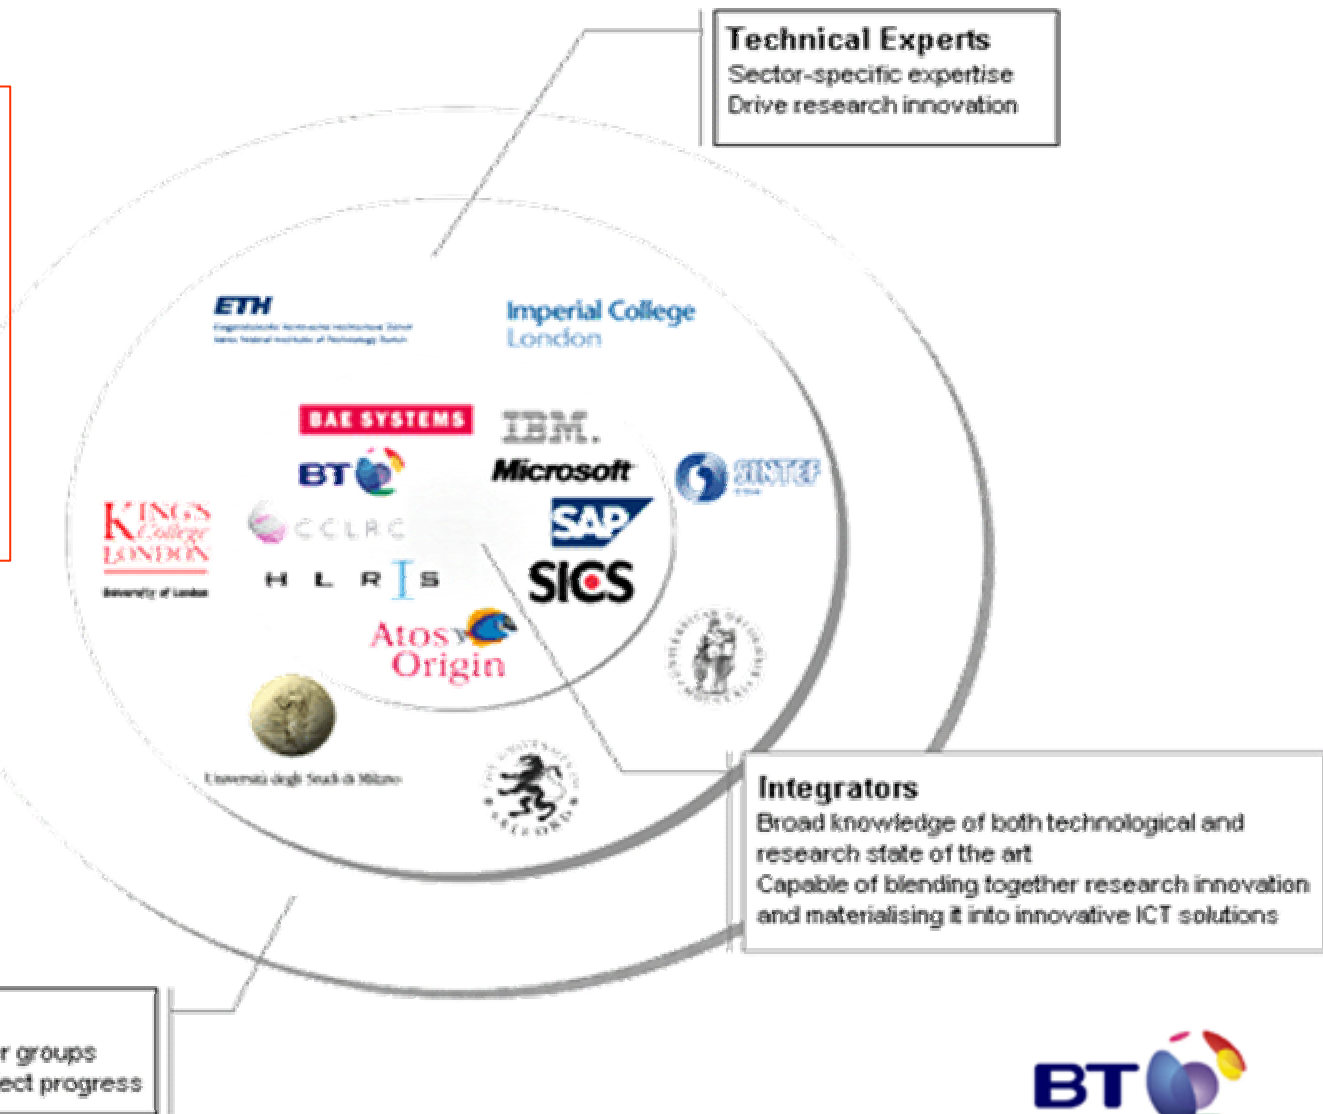 Technical Experts
Sector-specific expertise
Drive research innovation
ETH
Imperial College
London
BAE SYSTEMS
IBM.
BT
Microsoft
SINTEF
KING'S
College
LONDON
University of London
CCLRC
SAP
HLRIS
SICS
Atos
Origin
Università degli Studi di Milano
Integrators
Broad knowledge of both technological and
research state of the art
Capable of blending together research innovation
and materialising it into innovative ICT solutions
r groups
ect progress
BT